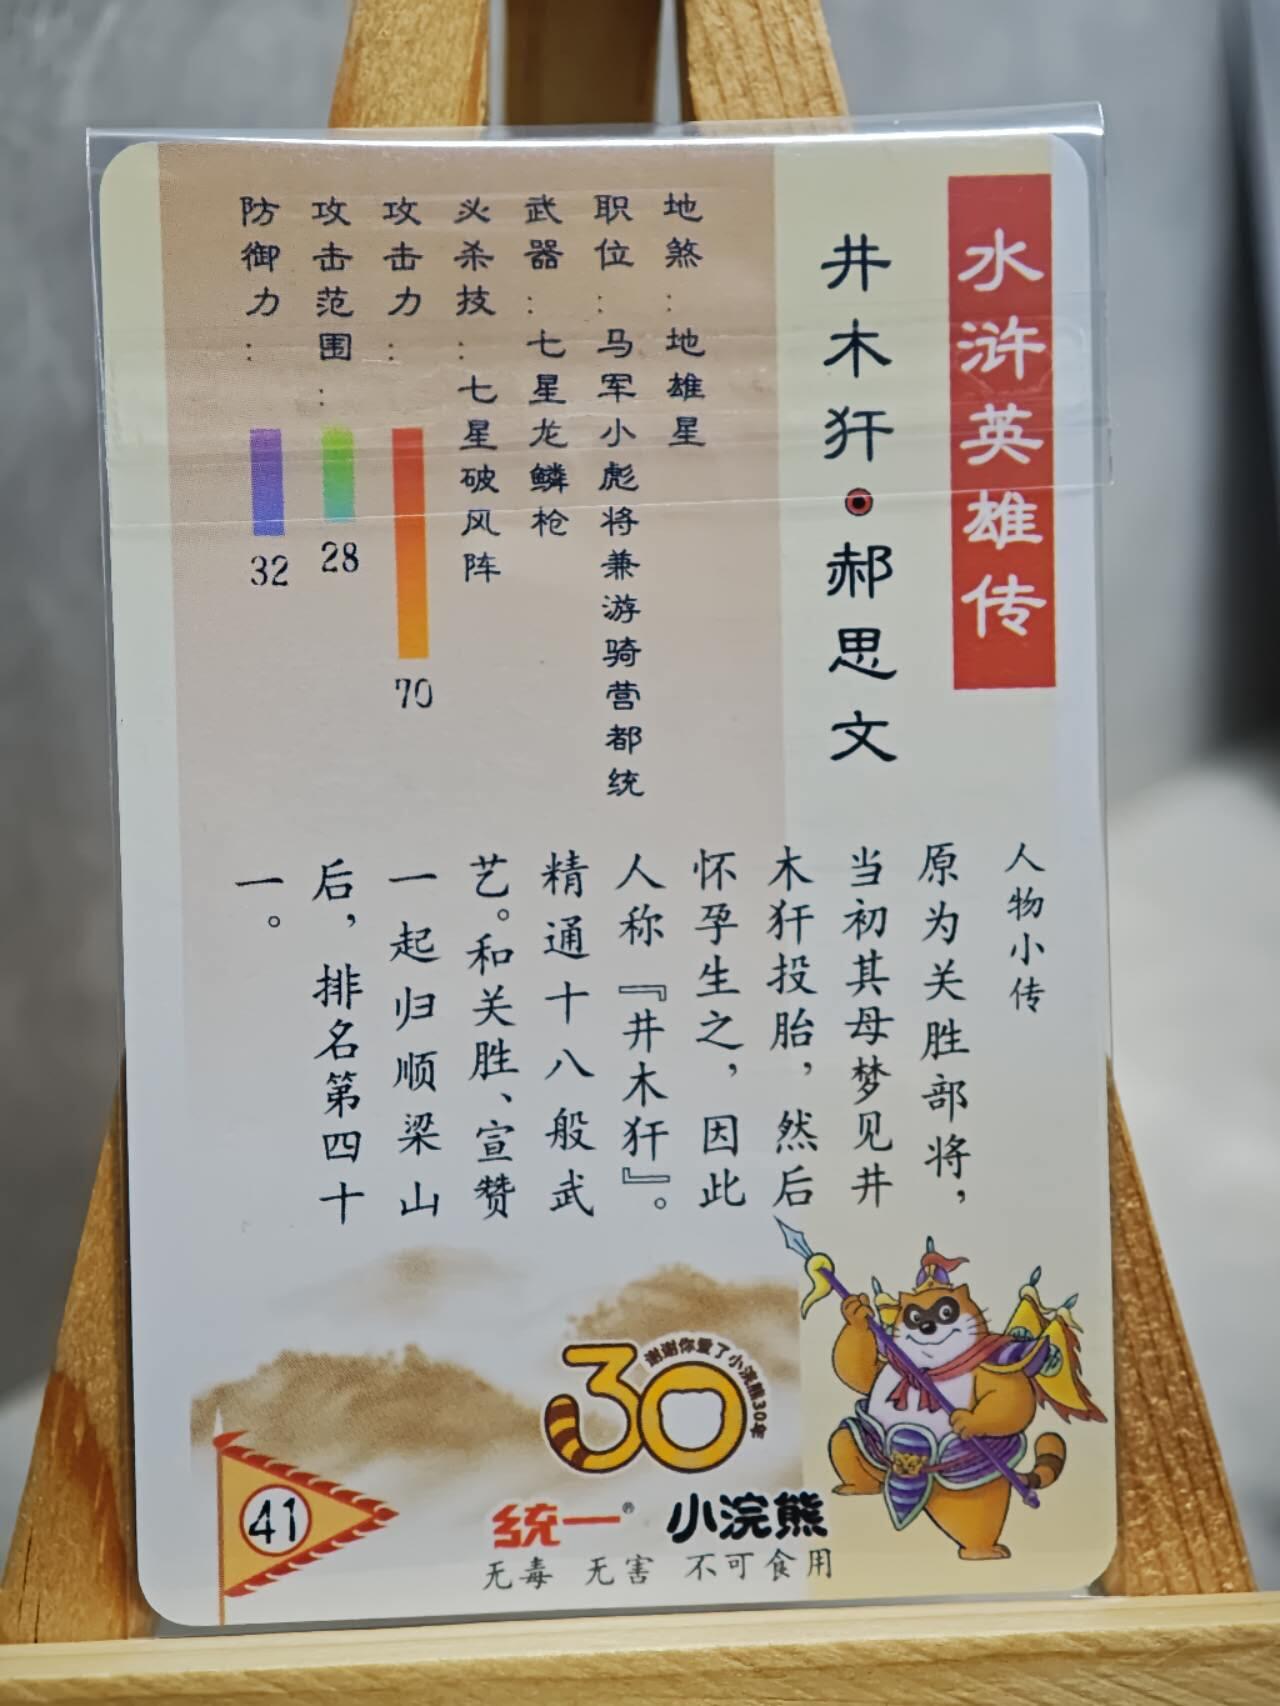 水浒英雄传
井木犴·郝思文
地煞：地雄星
职位：马军小彪将兼游骑营都统
武器：七星龙鳞枪
必杀技：七星破风阵
攻击力：
70
攻击范围：
28
防御力：
32
人物小传
原为关胜部将，
当初其母梦见井
木犴投胎，然后
怀孕生之，因此
人称『井木犴』。
精通十八般武
艺。和关胜、宣赞
一起归顺梁山
后，排名第四十
一。
谢谢你爱了小浣熊30年
30
统一® 小浣熊
无毒 无害 不可食用
41